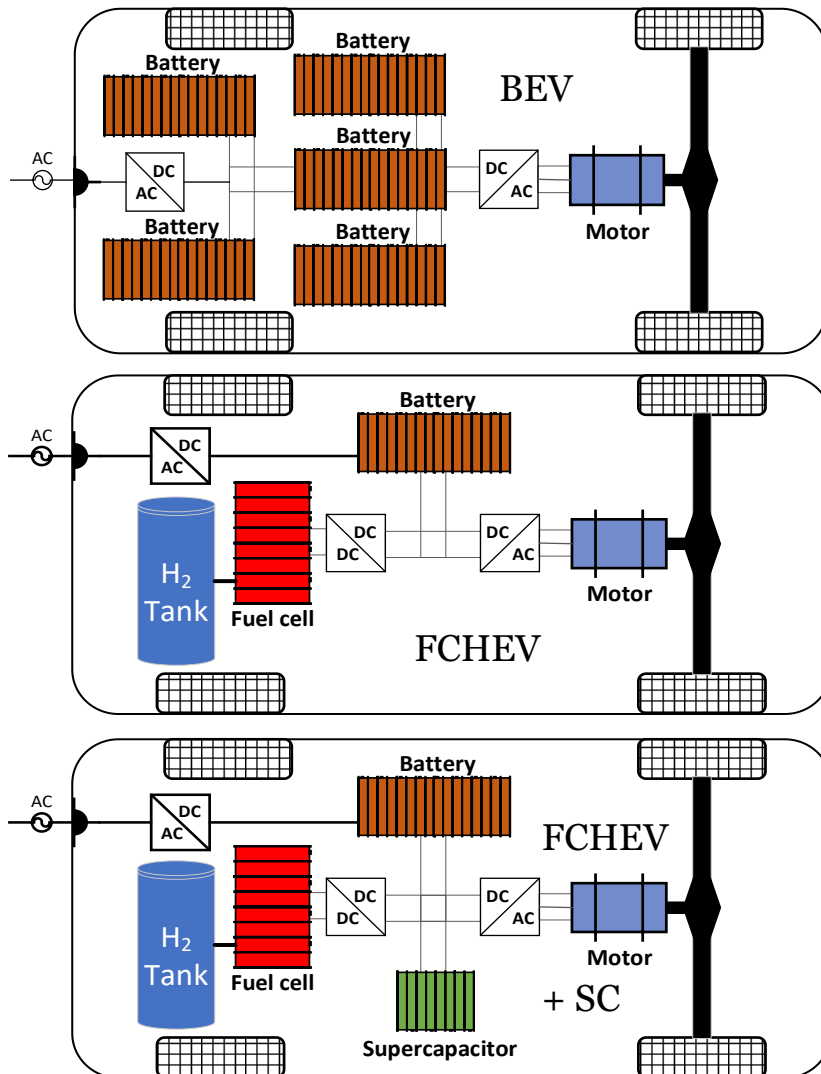 Battery
Battery
BEV
AC
DC
AC
Battery
DC
AC
Battery
Battery
Motor
AC
DC
AC
Battery
H2
Tank
DC
DC
DC
AC
Fuel cell
Motor
FCHEV
AC
DC
AC
Battery
FCHEV
H2
Tank
DC
DC
DC
AC
Fuel cell
Motor
+ SC
Supercapacitor